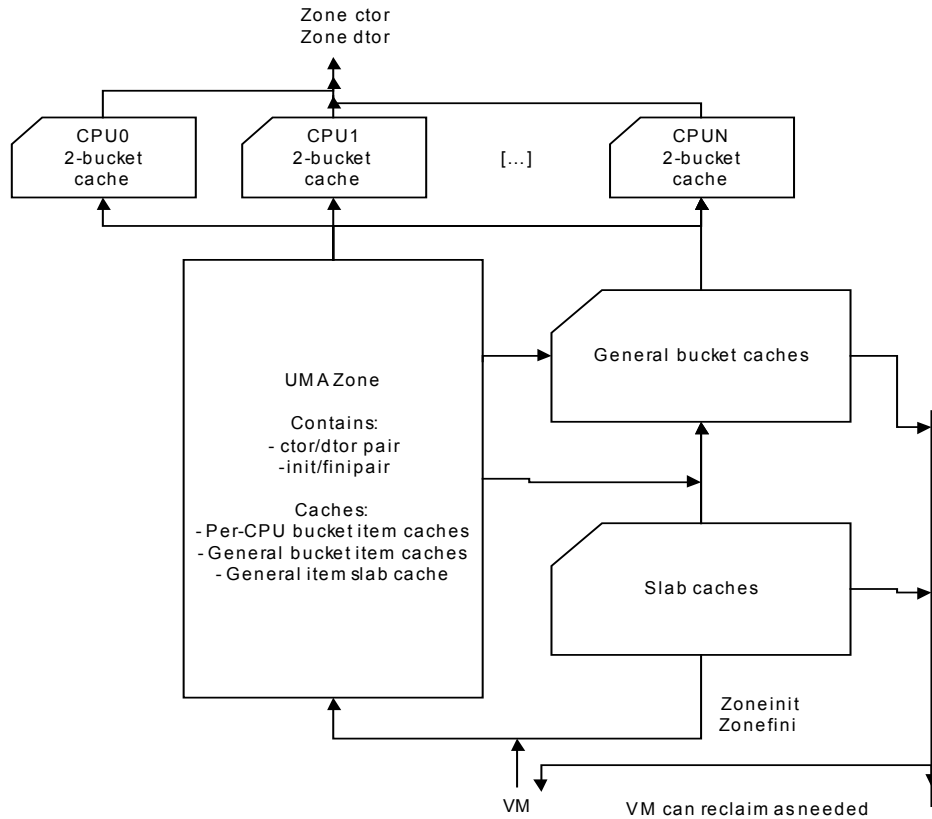 Zone ctor
Zone dtor
CPU0
2-bucket
cache
CPU1
2-bucket
cache
[...]
CPUN
2-bucket
cache
UMA Zone
Contains:
- ctor/dtor pair
-init/finipair
Caches:
- Per-CPU bucket item caches
- General bucket item caches
- General item slab cache
General bucket caches
Slab caches
Zoneinit
Zonefini
VM
VM can reclaim as needed